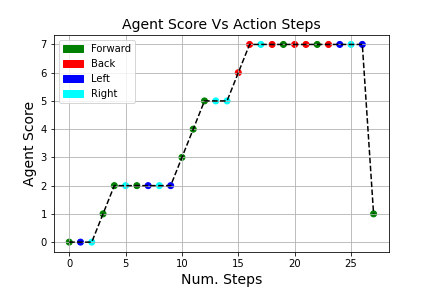 Agent Score Vs Action Steps
Forward
Back
Left
Right
7
6
5
4
3
2
1
0
Agent Score
0 5 10 15 20 25
Num. Steps